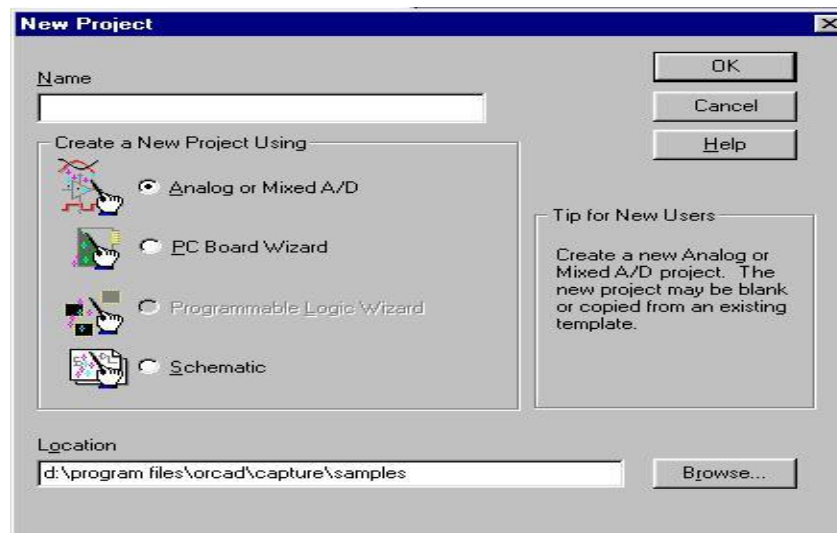 New Project
Name
OK
Cancel
Help
Create a New Project Using
Analog or Mixed A/D
PC Board Wizard
Programmable Logic Wizard
Schematic
Tip for New Users
Create a new Analog or
Mixed A/D project. The
new project may be blank
or copied from an existing
template.
Location
d:\program files\orcad\capture\samples
Browse...